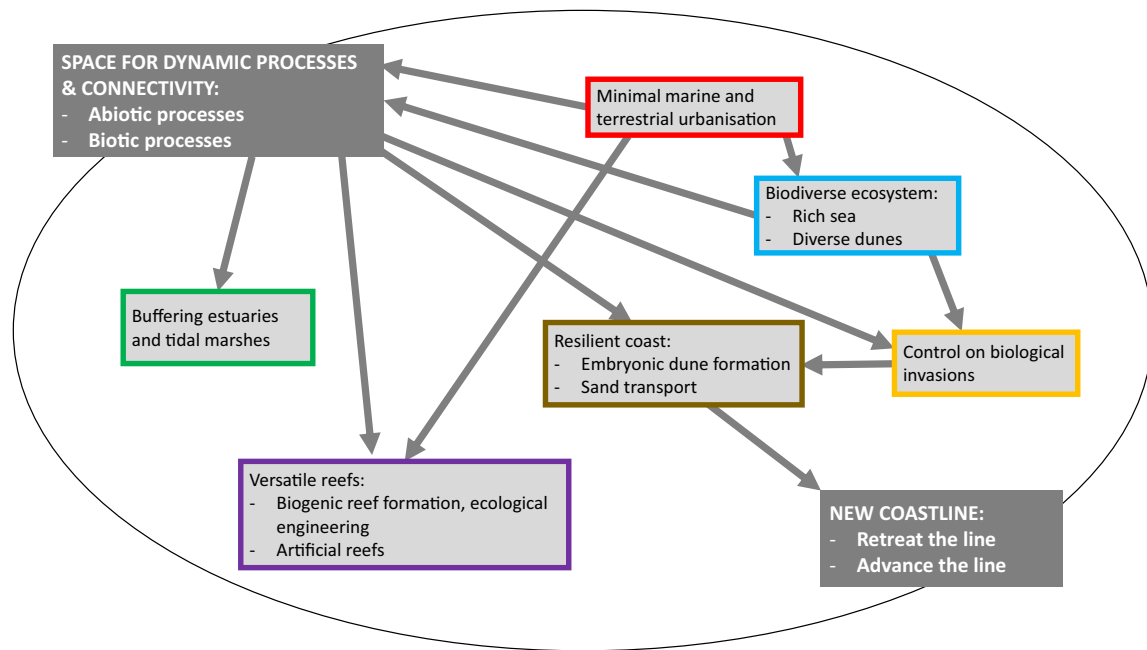 SPACE FOR DYNAMIC PROCESSES
& CONNECTIVITY:
- Abiotic processes
- Biotic processes
Minimal marine and
terrestrial urbanisation
Biodiverse ecosystem:
- Rich sea
- Diverse dunes
Buffering estuaries
and tidal marshes
Resilient coast:
- Embryonic dune formation
- Sand transport
Control on biological
invasions
Versatile reefs:
- Biogenic reef formation, ecological
engineering
- Artificial reefs
NEW COASTLINE:
- Retreat the line
- Advance the line